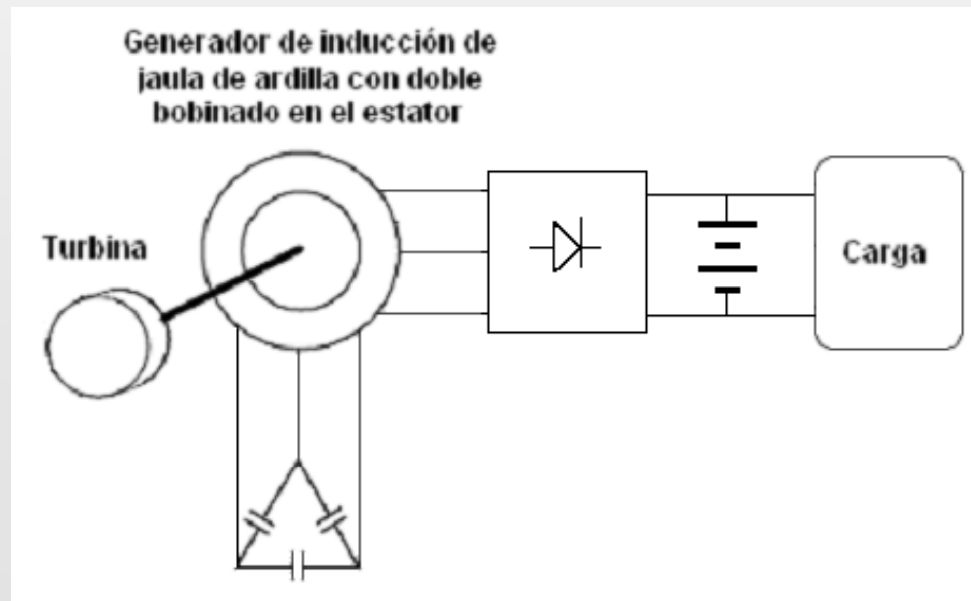 Generador de inducción de
jaula de ardilla con doble
bobinado en el estator
Turbina
Carga